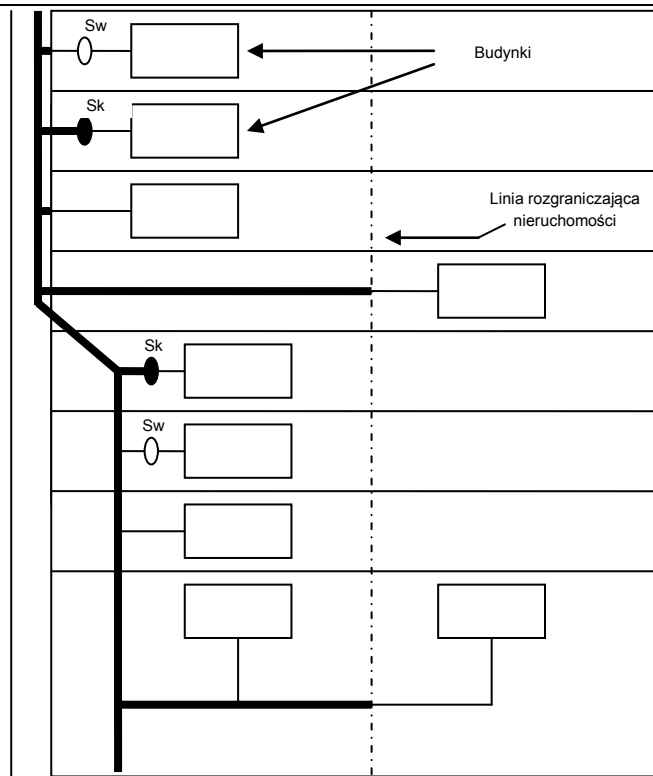 Sw
Budynki
Sk
Linia rozgraniczająca
nieruchomości
Sk
Sw